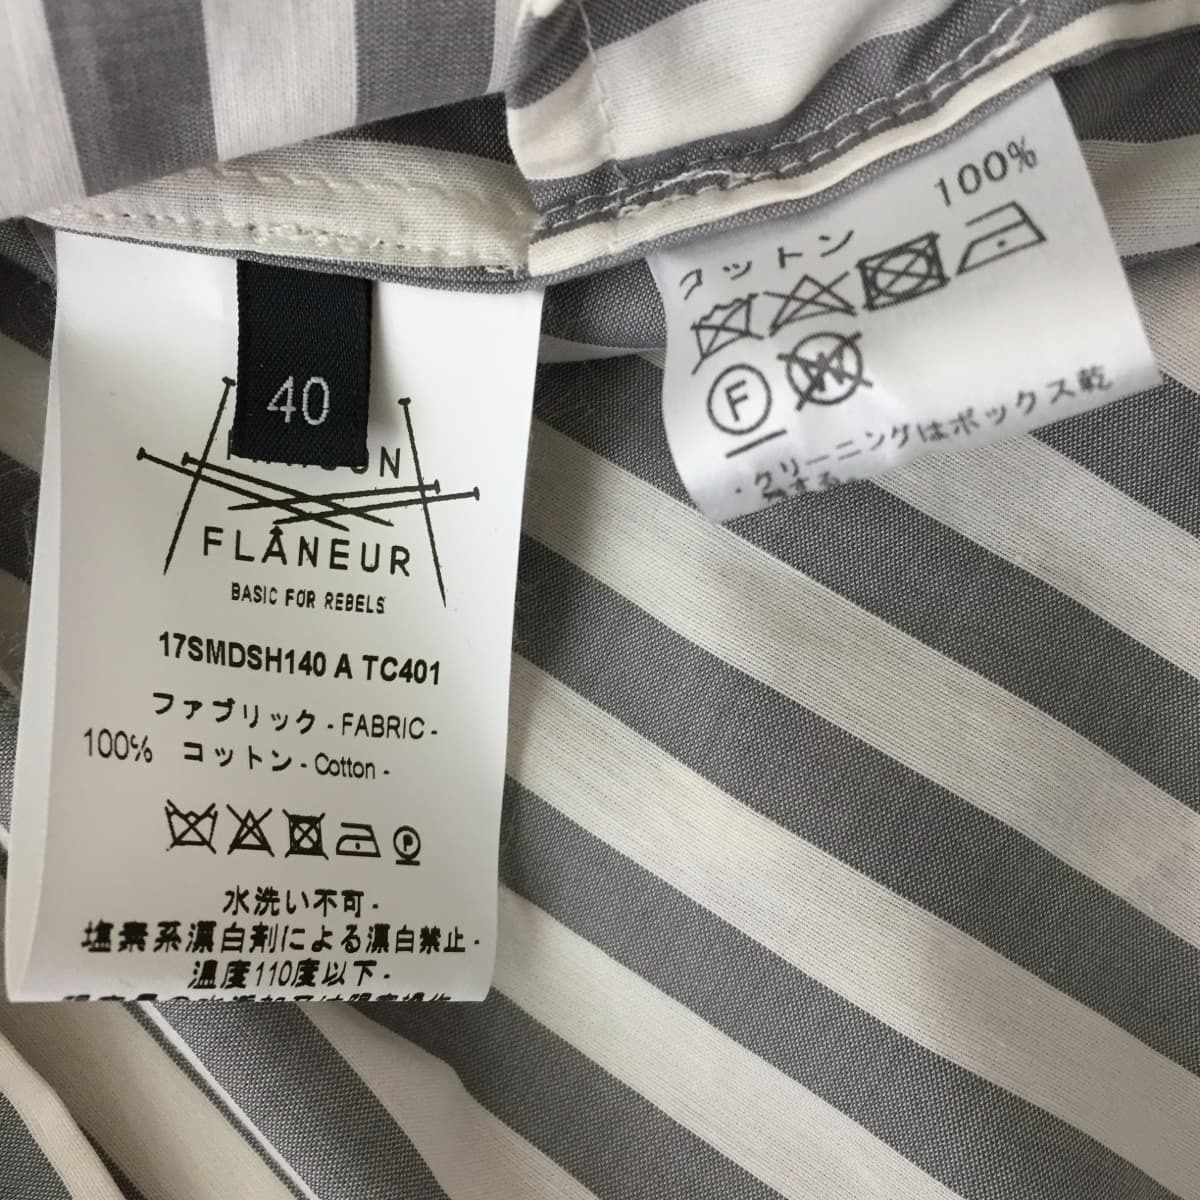 40
FLÂNEUR
BASIC FOR REBELS
17SMDSH140 A TC401
ファブリック - FABRIC -
100% コットン - Cotton -
P
水洗い不可 -
塩素系漂白剤による漂白禁止 -
温度110度以下 -
100%
コットン
F
W
・クリーニングはボックス乾